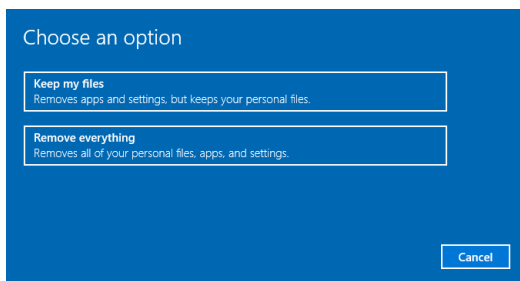 Choose an option
Keep my files
Removes apps and settings, but keeps your personal files.
Remove everything
Removes all of your personal files, apps, and settings.
Cancel